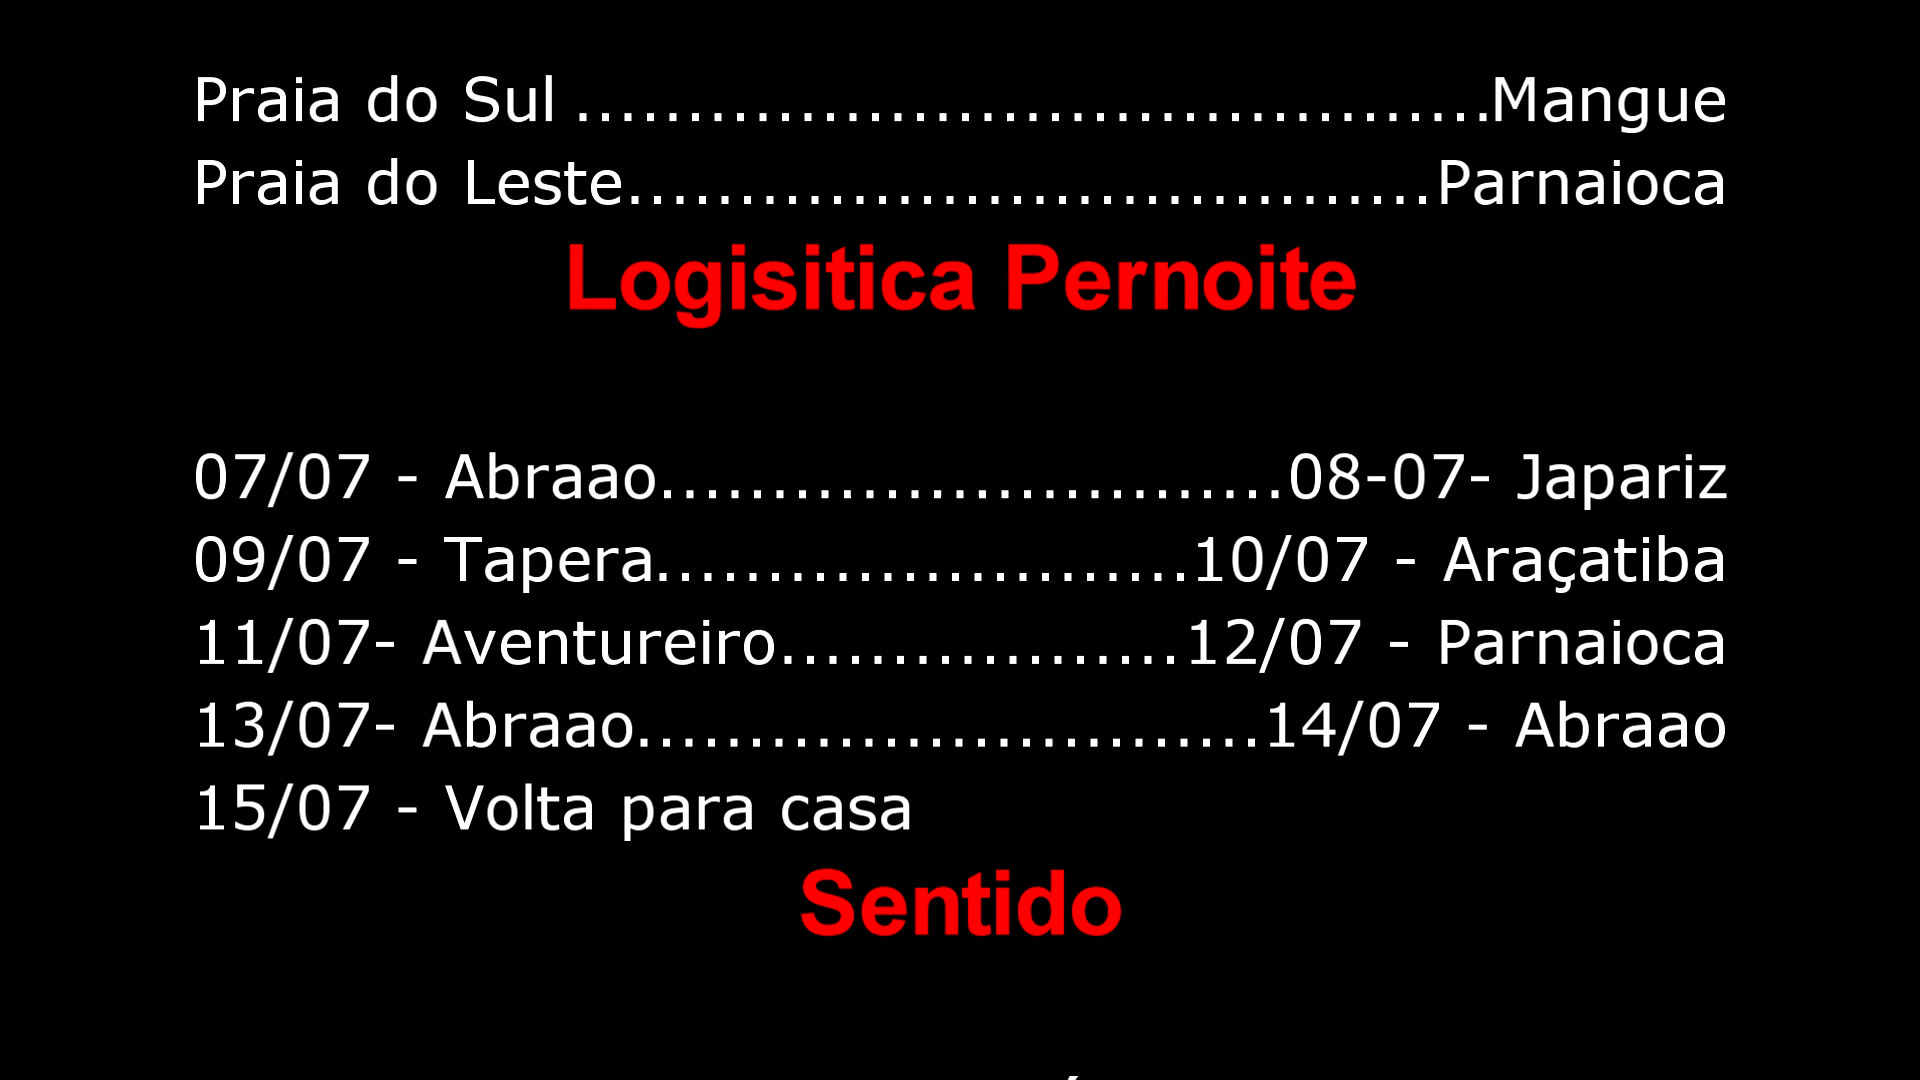 Praia do Sul .........................................Mangue
Praia do Leste....................................Parnaioca
Logisitica Pernoite
07/07 - Abraao............................08-07- Japariz
09/07 - Tapera........................10/07 - Araçatiba
11/07- Aventureiro..................12/07 - Parnaioca
13/07- Abraao............................14/07 - Abraao
15/07 - Volta para casa
Sentido